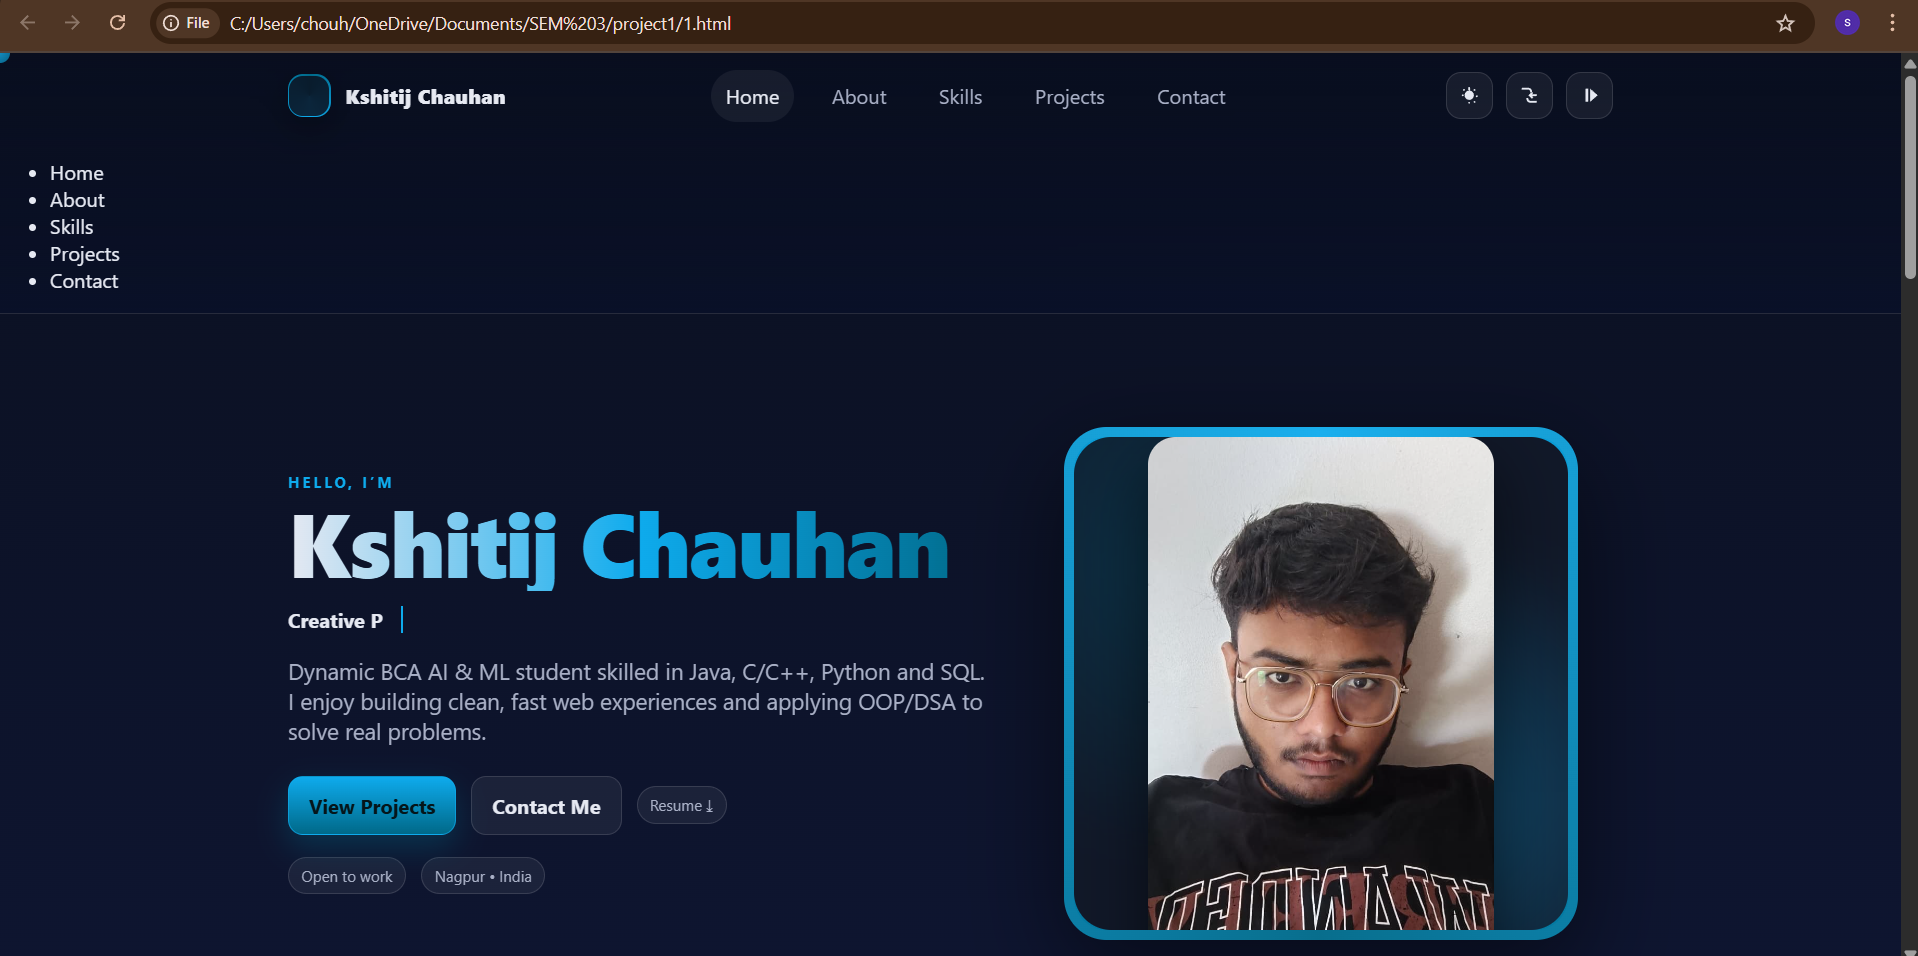 File C:/Users/chouh/OneDrive/Documents/SEM%203/project1/1.html
S
Kshitij Chauhan
Home About Skills Projects Contact
Home
About
Skills
Projects
Contact
HELLO, I'M
Kshitij Chauhan
Creative P
Dynamic BCA AI & ML student skilled in Java, C/C++, Python and SQL.
I enjoy building clean, fast web experiences and applying OOP/DSA to
solve real problems.
View Projects Contact Me Resume ↓
Open to work Nagpur • India